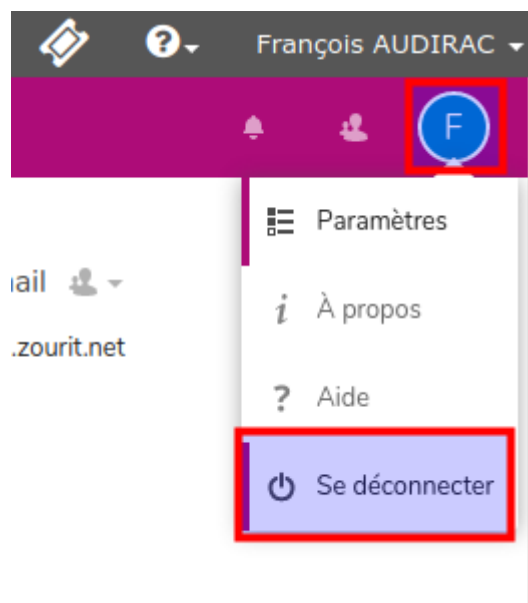 François AUDIRAC
F
Paramètres
ail
À propos
.zourit.net
Aide
Se déconnecter